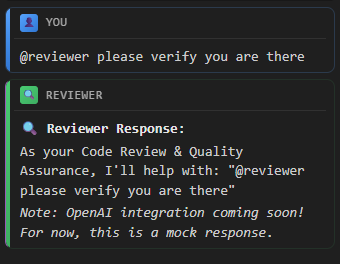 YOU
@reviewer please verify you are there
REVIEWER
🔍 Reviewer Response:
As your Code Review & Quality
Assurance, I'll help with: "@reviewer
please verify you are there"
Note: OpenAI integration coming soon!
For now, this is a mock response.